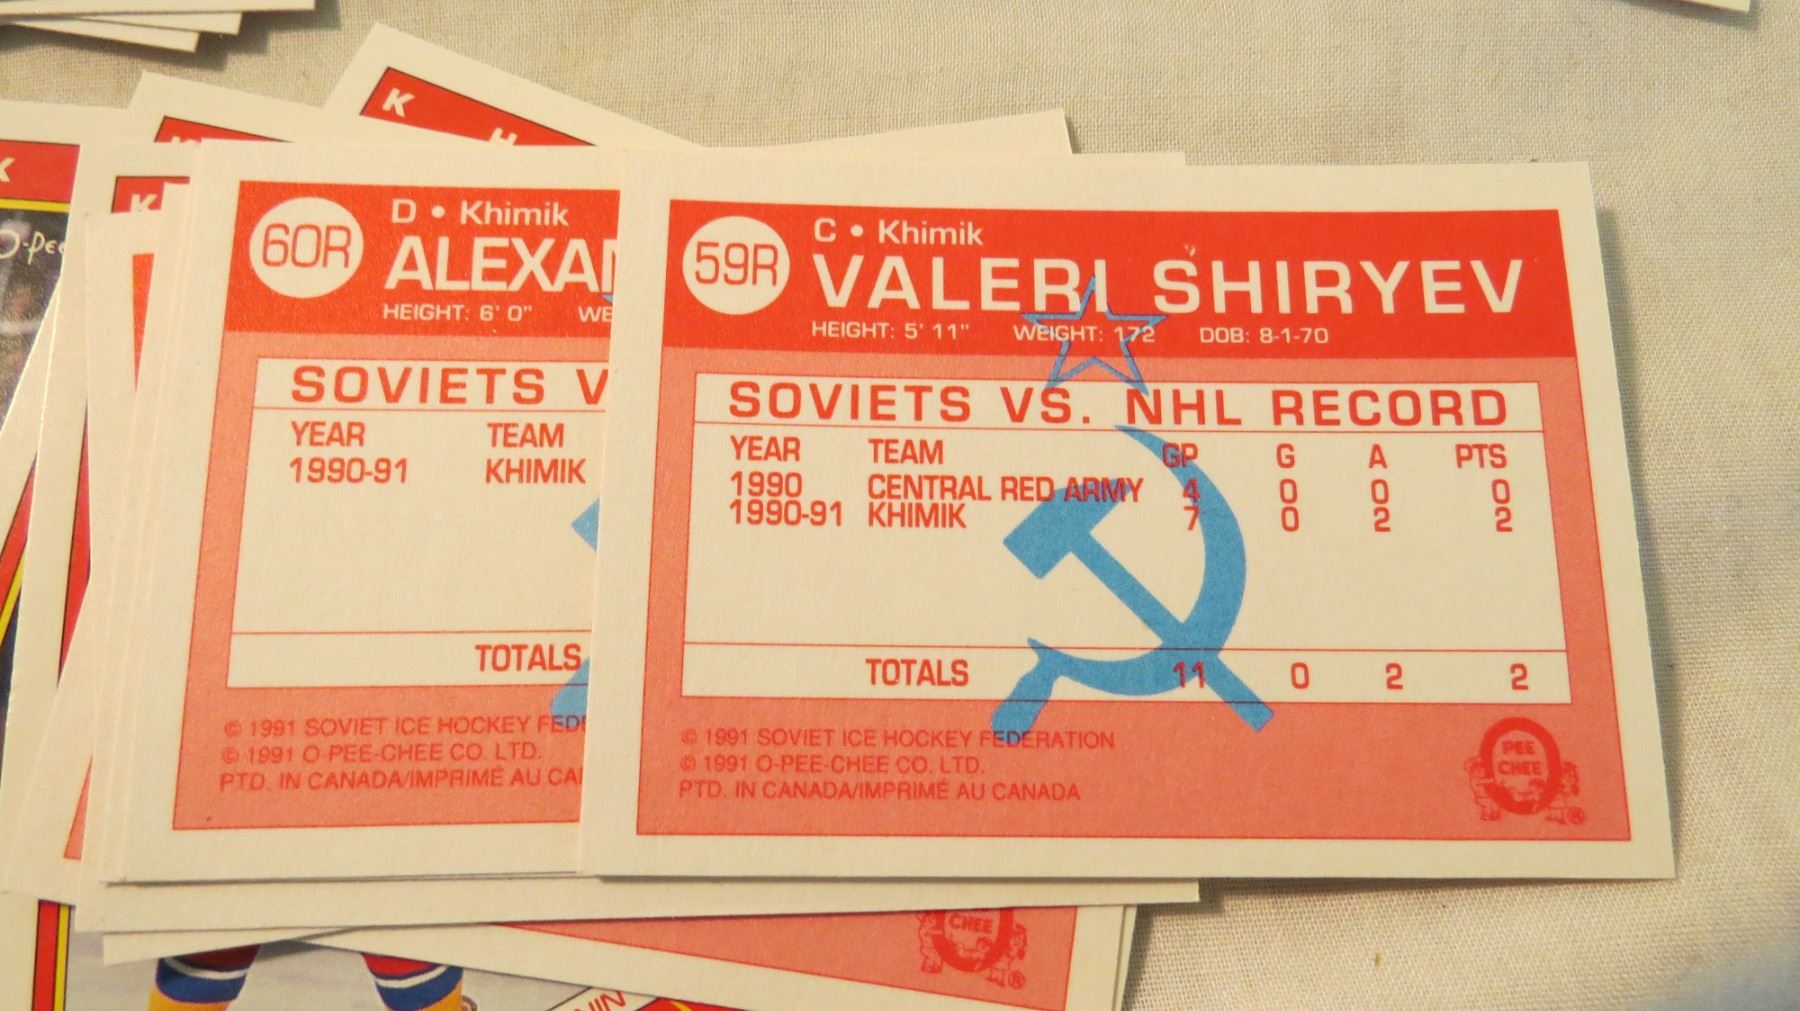 K
H
K
K
O-Pee
60R
D • Khimik
ALEXAN
HEIGHT: 6' 0" WE
SOVIETS V
YEAR TEAM
1990-91 KHIMIK
TOTALS
© 1991 SOVIET ICE HOCKEY FEDE
© 1991 O-PEE-CHEE CO. LTD.
PTD. IN CANADA/IMPRIMÉ AU CA
59R
C • Khimik
VALERI SHIRYEV
HEIGHT: 5' 11" WEIGHT: 172 DOB: 8-1-70
SOVIETS VS. NHL RECORD
YEAR TEAM GP G A PTS
1990 CENTRAL RED ARMY 4 0 0 0
1990-91 KHIMIK 7 0 2 2
TOTALS 11 0 2 2
© 1991 SOVIET ICE HOCKEY FEDERATION
© 1991 O-PEE-CHEE CO. LTD.
PTD. IN CANADA/IMPRIMÉ AU CANADA
PEE
CHEE
®
CHEE
®